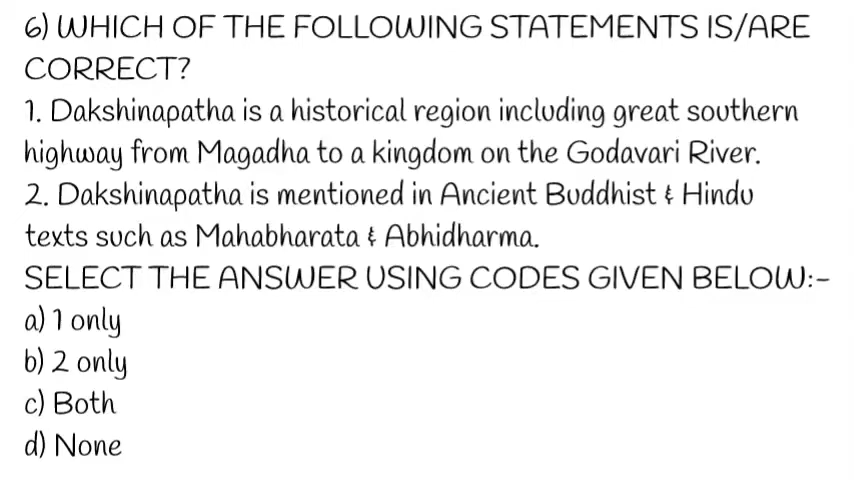 6) WHICH OF THE FOLLOWING STATEMENTS IS/ARE
CORRECT?
1. Dakshinapatha is a historical region including great southern
highway from Magadha to a kingdom on the Godavari River.
2. Dakshinapatha is mentioned in Ancient Buddhist & Hindu
texts such as Mahabharata & Abhidharma.
SELECT THE ANSWER USING CODES GIVEN BELOW:-
a) 1 only
b) 2 only
c) Both
d) None